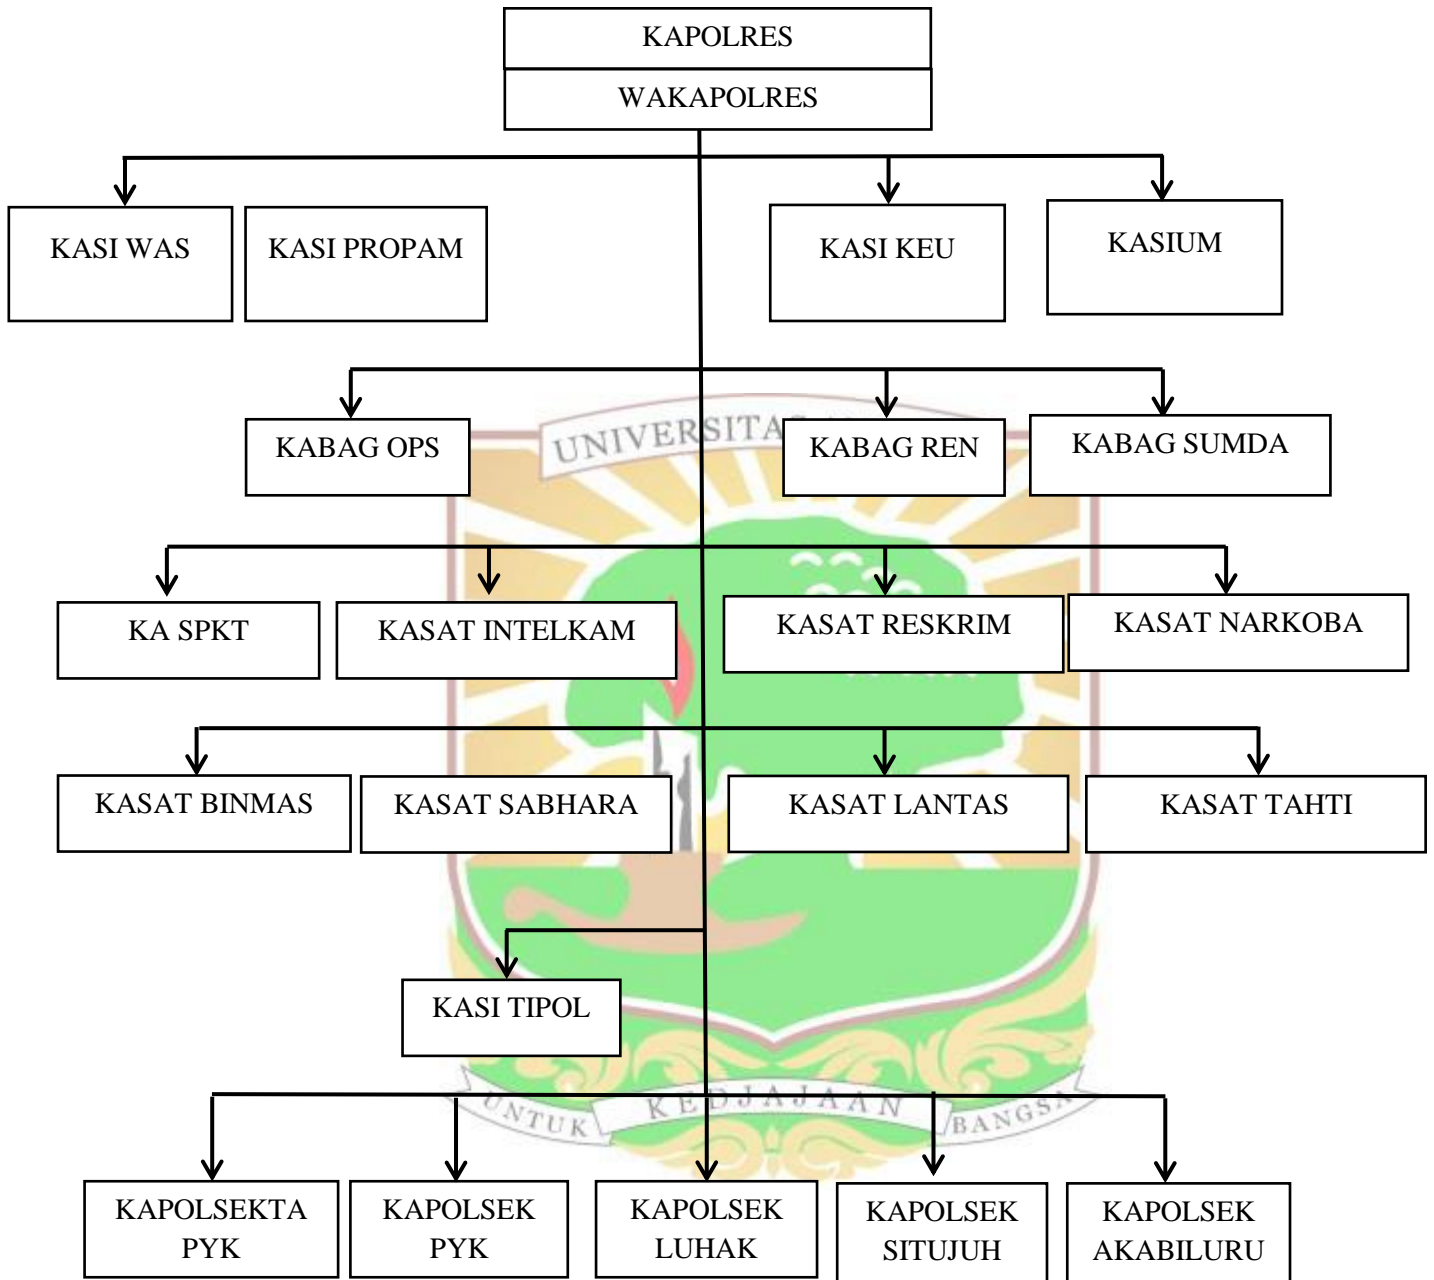 KAPOLRES
WAKAPOLRES
KASI WAS
KASI PROPAM
KASI KEU
KASIUM
UNIVERSITA
KABAG OPS
KABAG REN
KABAG SUMDA
KA SPKT
KASAT INTELKAM
KASAT RESKRIM
KASAT NARKOBA
KASAT BINMAS
KASAT SABHARA
KASAT LANTAS
KASAT TAHTI
KASI TIPOL
UNTUK KEDJAJAAN BANGSA
KAPOLSEKTA
PYK
KAPOLSEK
PYK
KAPOLSEK
LUHAK
KAPOLSEK
SITUJUH
KAPOLSEK
AKABILURU